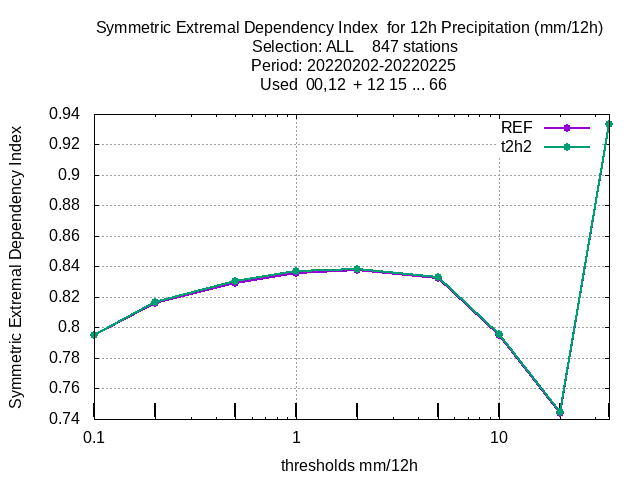 Symmetric Extremal Dependency Index  for 12h Precipitation (mm/12h)
Selection: ALL    847 stations
Period: 20220202-20220225
Used  00,12  + 12 15 ... 66
0.94
0.92
0.9
0.88
0.86
0.84
0.82
0.8
0.78
0.76
0.74
Symmetric Extremal Dependency Index
REF
t2h2
0.1
1
10
thresholds mm/12h